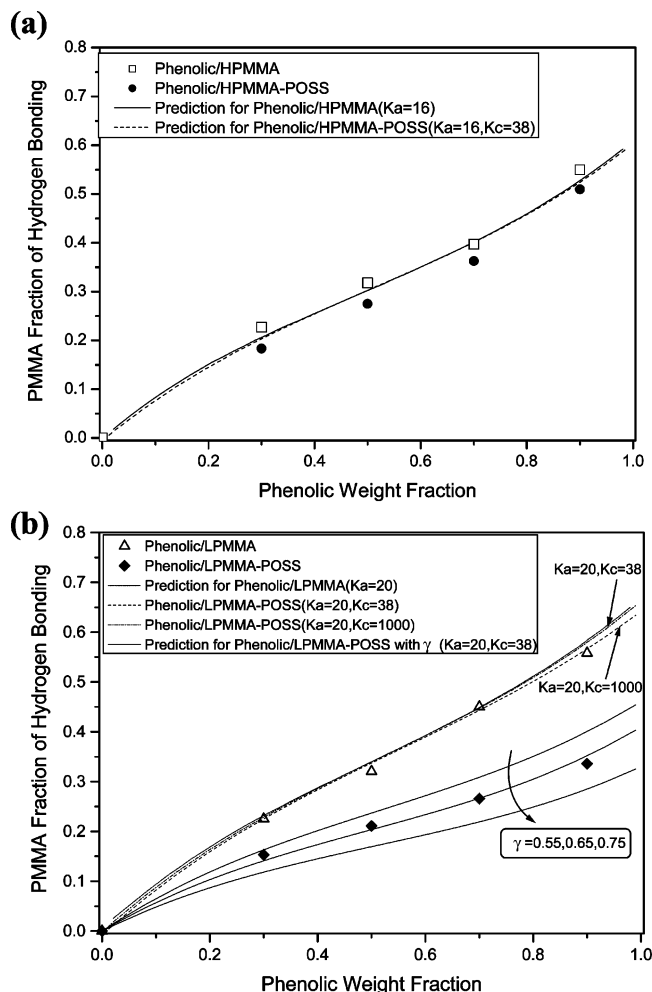 (a)
0.8
0.7
0.6
0.5
0.4
0.3
0.2
0.1
0.0
PMMA Fraction of Hydrogen Bonding
Phenolic/HPMMA
Phenolic/HPMMA-POSS
Prediction for Phenolic/HPMMA(Ka=16)
Prediction for Phenolic/HPMMA-POSS(Ka=16,Kc=38)
0.0 0.2 0.4 0.6 0.8 1.0
Phenolic Weight Fraction
(b)
0.8
0.7
0.6
0.5
0.4
0.3
0.2
0.1
0.0
PMMA Fraction of Hydrogen Bonding
Phenolic/LPMMA
Phenolic/LPMMA-POSS
Prediction for Phenolic/LPMMA(Ka=20)
Phenolic/LPMMA-POSS(Ka=20,Kc=38)
Phenolic/LPMMA-POSS(Ka=20,Kc=1000)
Prediction for Phenolic/LPMMA-POSS with γ (Ka=20,Kc=38)
Ka=20,Kc=38
Ka=20,Kc=1000
γ =0.55,0.65,0.75
0.0 0.2 0.4 0.6 0.8 1.0
Phenolic Weight Fraction